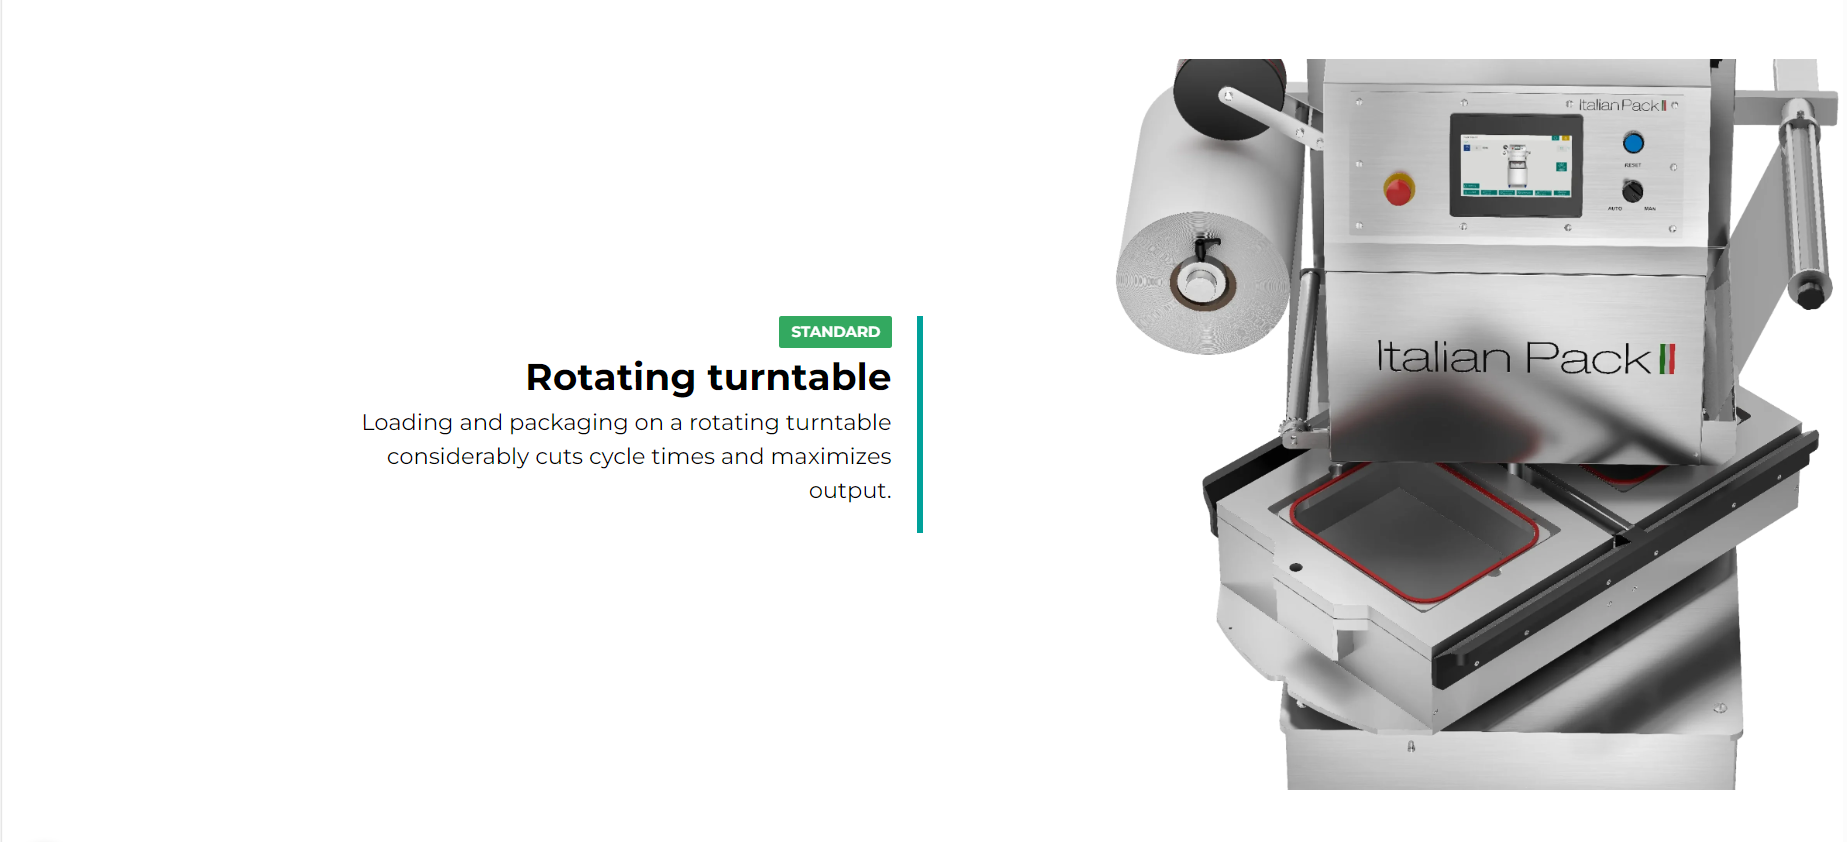 STANDARD
Rotating turntable
Loading and packaging on a rotating turntable
considerably cuts cycle times and maximizes
output.
Italian Pack
RESET
AUTO MAN
Italian Pack